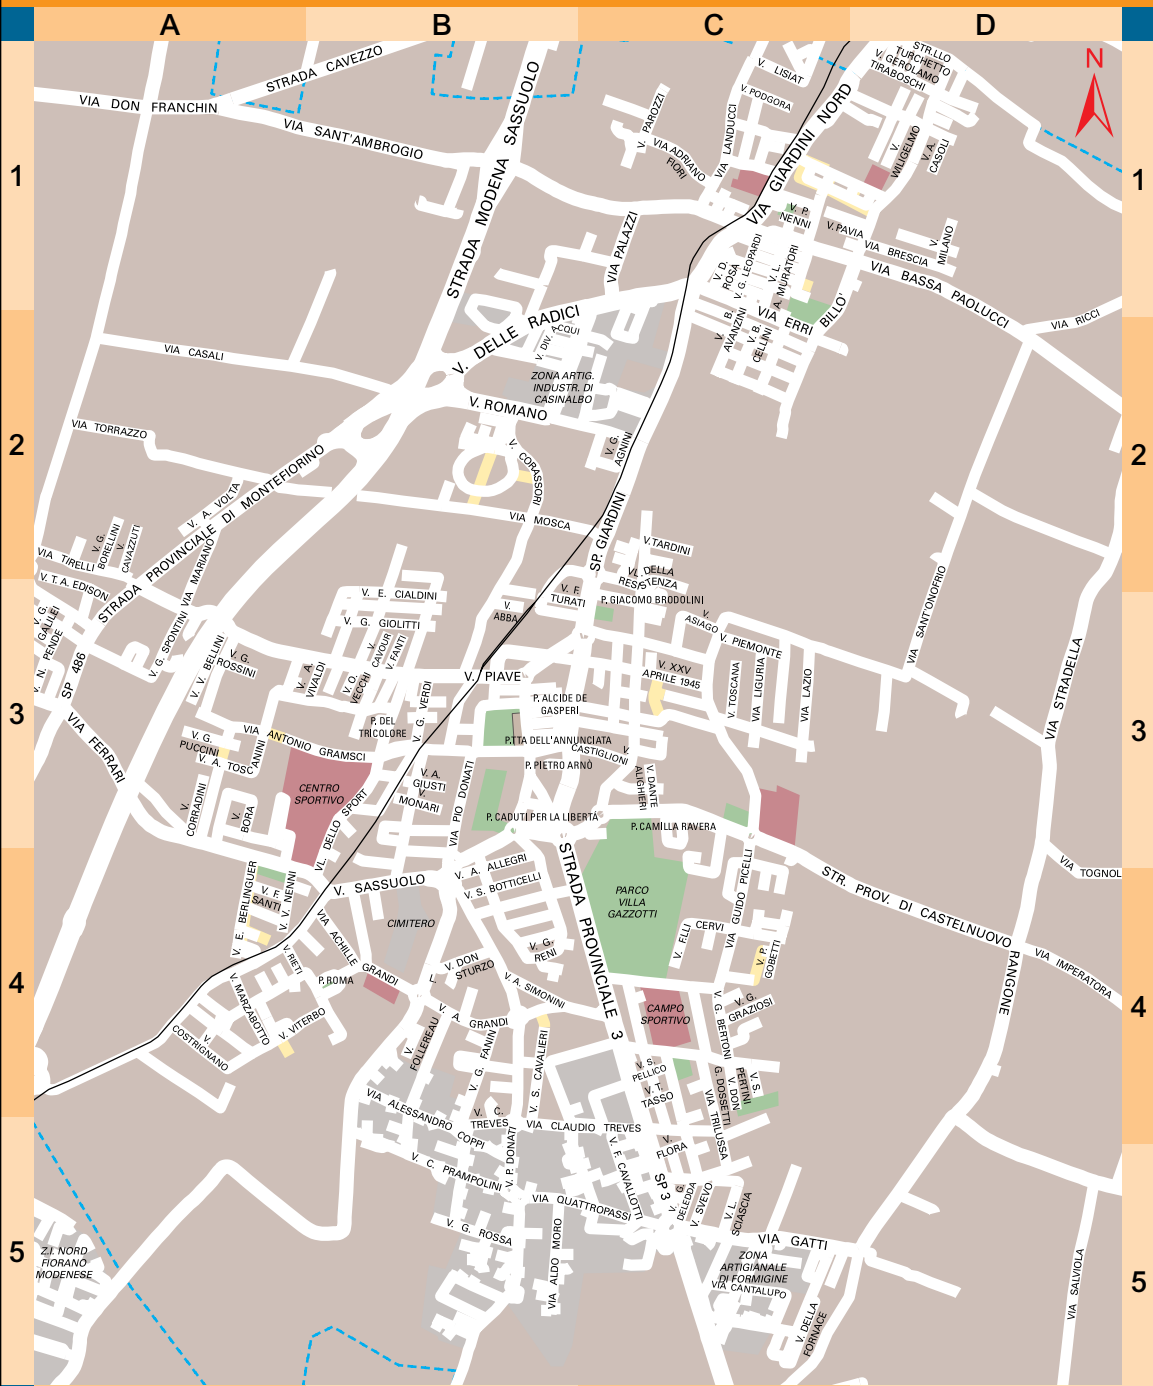 A
B
C
D
N
1
1
2
2
3
3
4
4
5
5
STRADA CAVEZZO
VIA DON FRANCHIN
VIA SANT'AMBROGIO
STRADA MODENA SASSUOLO
V. PAROZZI
VIA ADRIANO
FIORI
VIA LANDUCCI
V. LISIAT
V. PODGORA
VIA GIARDINI NORD
STR.LLO
TURCHETTO
V. GEROLAMO
TIRABOSCHI
V.
WILIGELMO
V. A.
CASOLI
V. P.
NENNI
V. PAVIA
VIA BRESCIA
V.
MILANO
VIA BASSA PAOLUCCI
VIA RICCI
VIA PALAZZI
V. D.
ROSA
V. G. LEOPARDI
V. L.
A. MURATORI
VIA ERRI BILLO'
V. B.
AVANZINI
V. B.
CELLINI
V. DELLE RADICI
V. DIV. ACQUI
ZONA ARTIG.
INDUSTR. DI
CASINALBO
VIA CASALI
V. ROMANO
V. G.
AGNINI
V. CORASSORI
VIA TORRAZZO
STRADA PROVINCIALE DI MONTEFIORINO
V. A. VOLTA
VIA MOSCA
SP. GIARDINI
V. G.
BORELLINI
V.
CAVAZZUTI
VIA TIRELLI
V. T. A. EDISON
V. G.
GALILEI
V. N. PENDE
SP 486
VIA MARIANO
V. G. SPONTINI
V. V. BELLINI
V. G.
ROSSINI
V. E. CIALDINI
V. G. GIOLITTI
V.
CAVOUR
V. FANTI
V. O.
VECCHI
V. A.
VIVALDI
V.
ABBA
V. F.
TURATI
V. TARDINI
VL. DELLA
RESISTENZA
P. GIACOMO BRODOLINI
V.
ASIAGO
V. PIEMONTE
V. XXV
APRILE 1945
V. TOSCANA
VIA LIGURIA
VIA LAZIO
VIA SANT'ONOFRIO
VIA STRADELLA
V. PIAVE
V. G. VERDI
P. DEL
TRICOLORE
P. ALCIDE DE
GASPERI
P.TTA DELL'ANNUNCIATA
V.
CASTIGLIONI
P. PIETRO ARNÒ
V. DANTE
ALIGHIERI
VIA FERRARI
V. G.
PUCCINI
V. A. TOSCANINI
VIA ANTONIO GRAMSCI
CENTRO
SPORTIVO
VL. DELLO SPORT
V. A.
GIUSTI
V.
MONARI
VIA PIO DONATI
P. CADUTI PER LA LIBERTÀ
P. CAMILLA RAVERA
V.
CORRADINI
V.
BORA
V. E. BERLINGUER
V. F.
SANTI
V. V. NENNI
V. SASSUOLO
V. A. ALLEGRI
V. S. BOTTICELLI
STRADA PROVINCIALE 3
PARCO
VILLA
GAZZOTTI
VIA GUIDO PICELLI
V. F.LLI CERVI
V. P.
GOBETTI
STR. PROV. DI CASTELNUOVO RANGONE
VIA
TOGNOL
VIA IMPERATORA
CIMITERO
VIA ACHILLE GRANDI
V. RIETI
P. ROMA
V. DON
STURZO
V. G.
RENI
V. A. SIMONINI
V. MARZABOTTO
V. VITERBO
V.
COSTRIGNANO
V. A. GRANDI
V.
FOLLEREAU
V. G. FANIN
V. S. CAVALIERI
CAMPO
SPORTIVO
V. G.
GRAZIOSI
V. G. BERTONI
V. S.
PELLICO
V. T.
TASSO
V. S.
PERTINI
V. DON
G. DOSSETTI
VIA TRILUSSA
VIA ALESSANDRO COPPI
V. C.
TREVES
VIA CLAUDIO TREVES
V.
FLORA
V. C. PRAMPOLINI
V. P. DONATI
V. F. CAVALLOTTI
SP 3
V. G.
DELEDDA
V. SVEVO
V. L.
SCIASCIA
VIA QUATTROPASSI
V. G. ROSSA
VIA ALDO MORO
VIA GATTI
ZONA
ARTIGIANALE
DI FORMIGINE
VIA CANTALUPO
V. DELLA
FORNACE
VIA SALVIOLA
Z.I. NORD
FIORANO
MODENESE